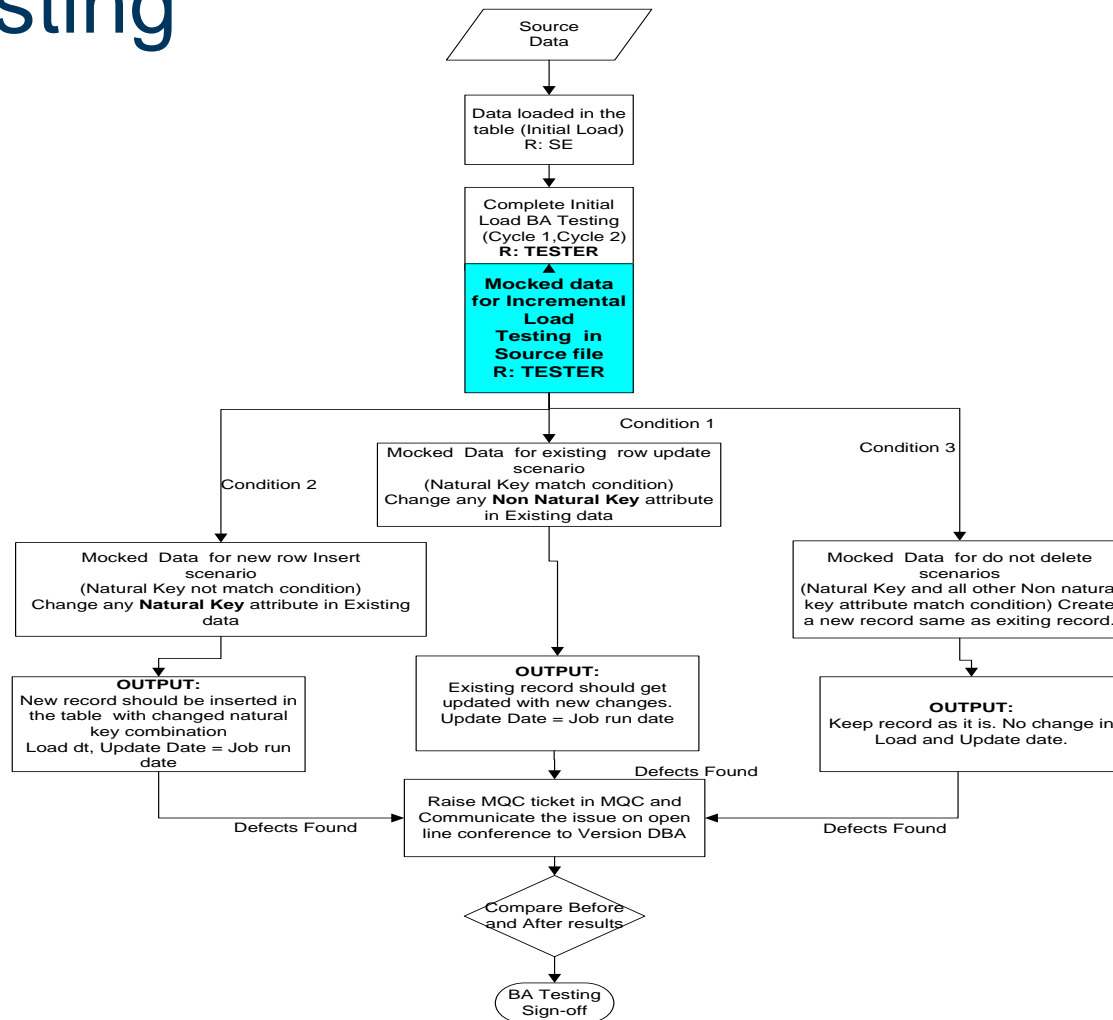 sting
Source
Data
Data loaded in the
table (Initial Load)
R: SE
Complete Initial
Load BA Testing
(Cycle 1,Cycle 2)
R: TESTER
Mocked data
for Incremental
Load
Testing in
Source file
R: TESTER
Condition 1
Condition 2
Condition 3
Mocked Data for existing row update
scenario
(Natural Key match condition)
Change any Non Natural Key attribute
in Existing data
Mocked Data for new row Insert
scenario
(Natural Key not match condition)
Change any Natural Key attribute in Existing
data
Mocked Data for do not delete
scenarios
(Natural Key and all other Non natura
key attribute match condition) Create
a new record same as exiting record.
OUTPUT:
New record should be inserted in
the table with changed natural
key combination
Load dt, Update Date = Job run
date
OUTPUT:
Existing record should get
updated with new changes.
Update Date = Job run date
OUTPUT:
Keep record as it is. No change in
Load and Update date.
Defects Found
Defects Found
Defects Found
Raise MQC ticket in MQC and
Communicate the issue on open
line conference to Version DBA
Compare Before
and After results
BA Testing
Sign-off